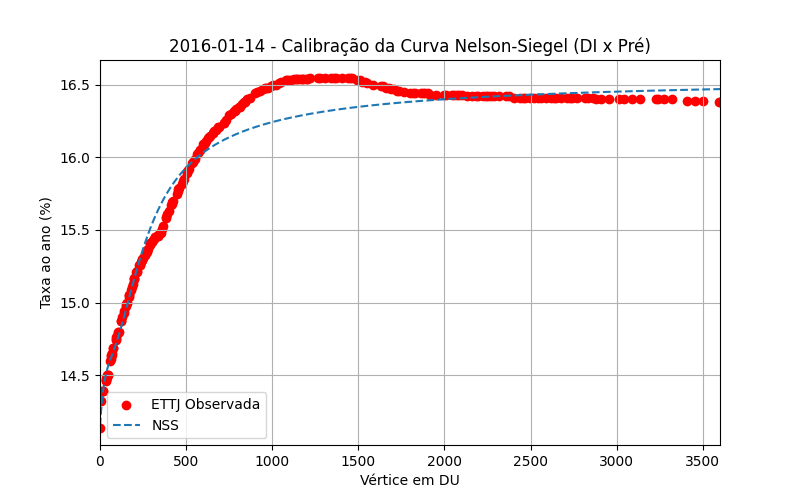 2016-01-14 - Calibração da Curva Nelson-Siegel (DI x Pré)
Taxa ao ano (%)
16.5
16.0
15.5
15.0
14.5
ETTJ Observada
NSS
0 500 1000 1500 2000 2500 3000 3500
Vértice em DU